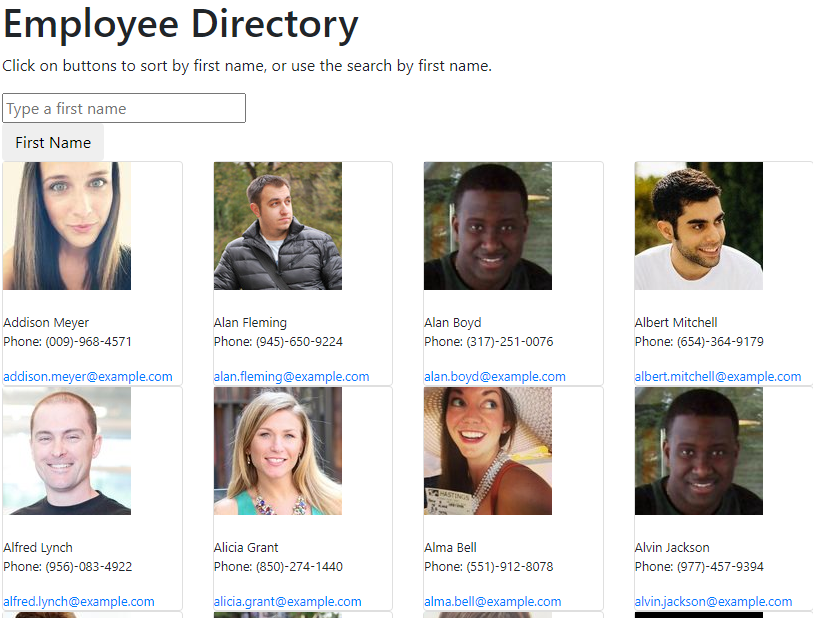 Employee Directory
Click on buttons to sort by first name, or use the search by first name.
Type a first name
First Name
Addison Meyer
Phone: (009)-968-4571
addison.meyer@example.com
Alan Fleming
Phone: (945)-650-9224
alan.fleming@example.com
Alan Boyd
Phone: (317)-251-0076
alan.boyd@example.com
Albert Mitchell
Phone: (654)-364-9179
albert.mitchell@example.com
HASTINGS
Alfred Lynch
Phone: (956)-083-4922
alfred.lynch@example.com
Alicia Grant
Phone: (850)-274-1440
alicia.grant@example.com
Alma Bell
Phone: (551)-912-8078
alma.bell@example.com
Alvin Jackson
Phone: (977)-457-9394
alvin.jackson@example.com